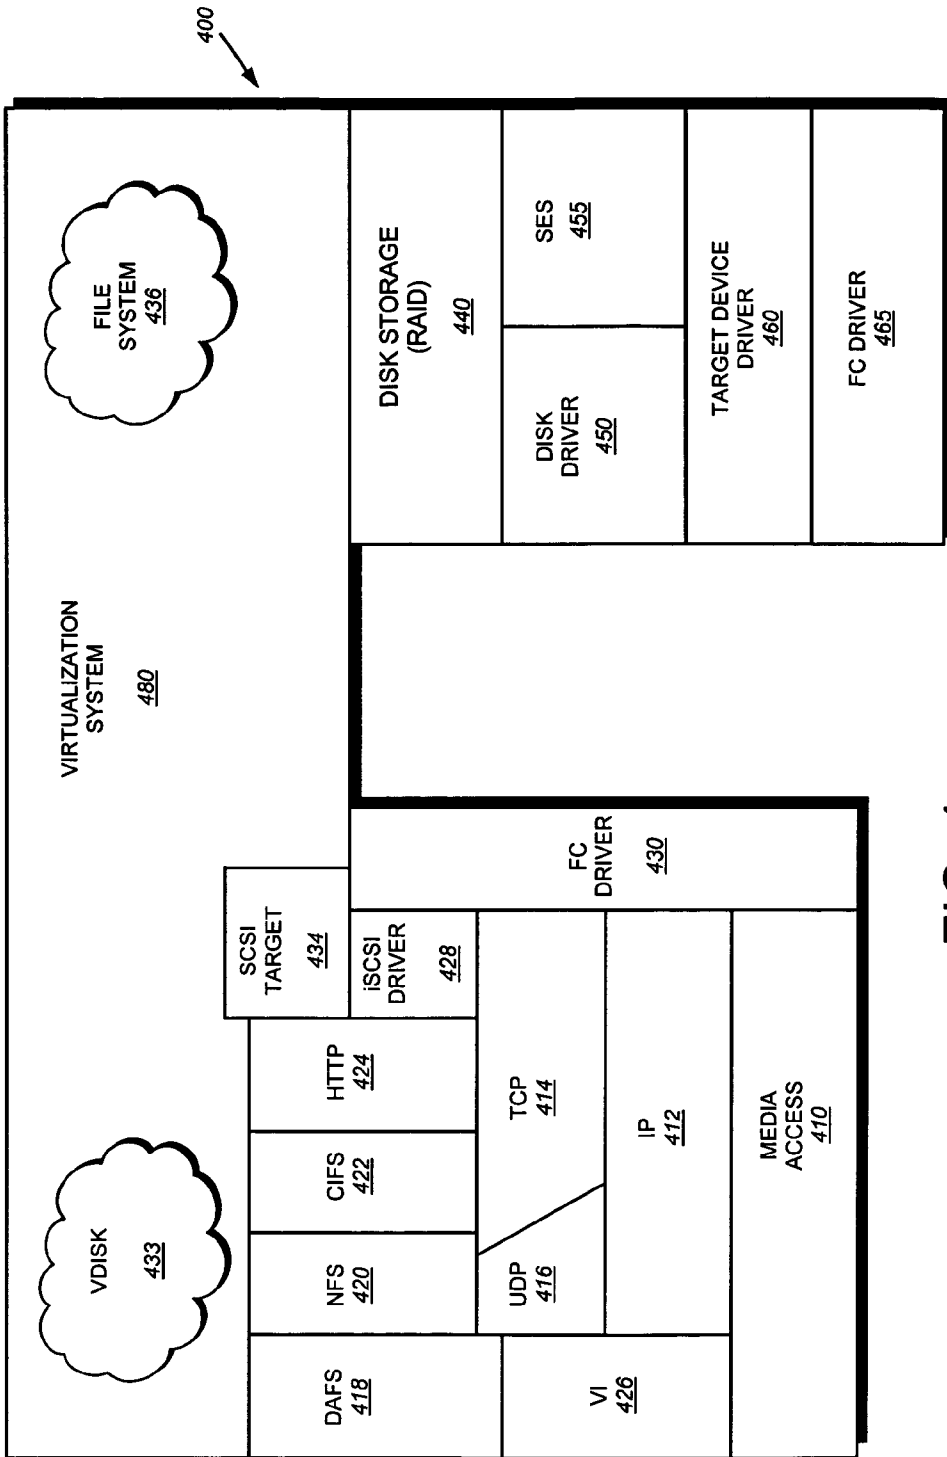 400
VIRTUALIZATION
SYSTEM
480
VDISK
433
FILE
SYSTEM
436
SCSI
TARGET
434
DAFS
418
NFS
420
CIFS
422
HTTP
424
iSCSI
DRIVER
428
FC
DRIVER
430
VI
426
UDP
416
TCP
414
IP
412
MEDIA
ACCESS
410
DISK STORAGE
(RAID)
440
DISK
DRIVER
450
SES
455
TARGET DEVICE
DRIVER
460
FC DRIVER
465